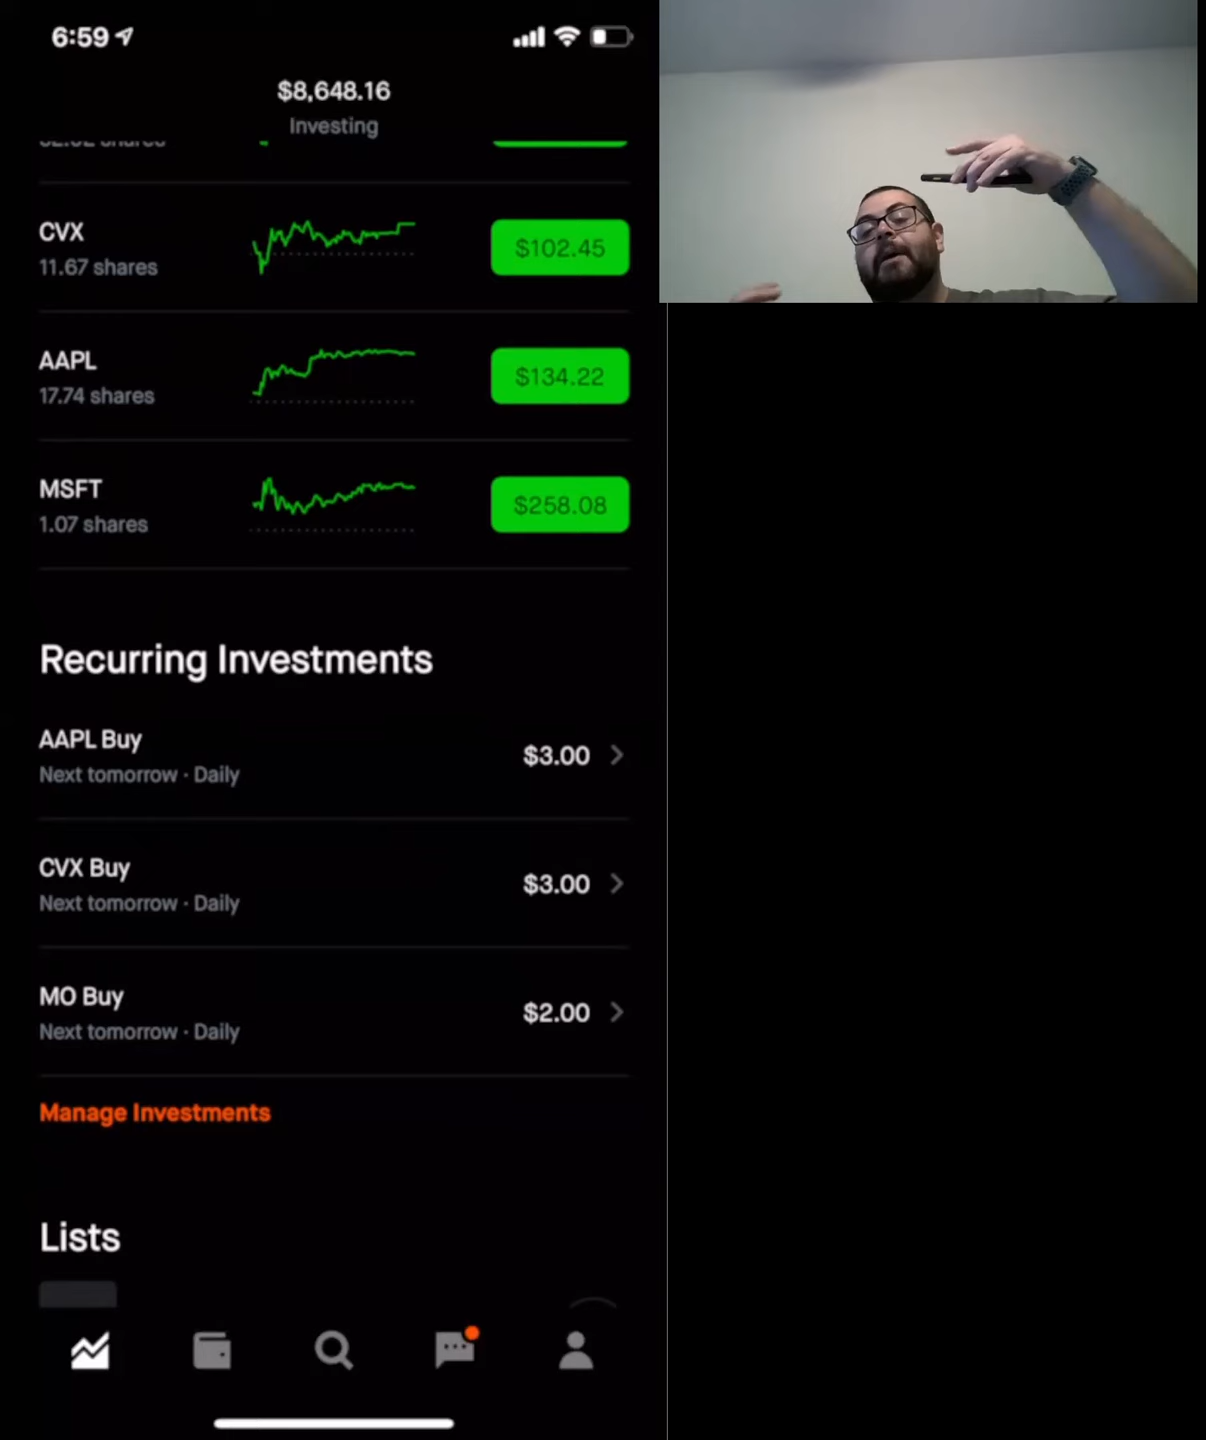 6:59
$8,648.16
Investing
CVX
11.67 shares
$102.45
AAPL
17.74 shares
$134.22
MSFT
1.07 shares
$258.08
Recurring Investments
AAPL Buy
Next tomorrow · Daily
$3.00
CVX Buy
Next tomorrow · Daily
$3.00
MO Buy
Next tomorrow · Daily
$2.00
Manage Investments
Lists